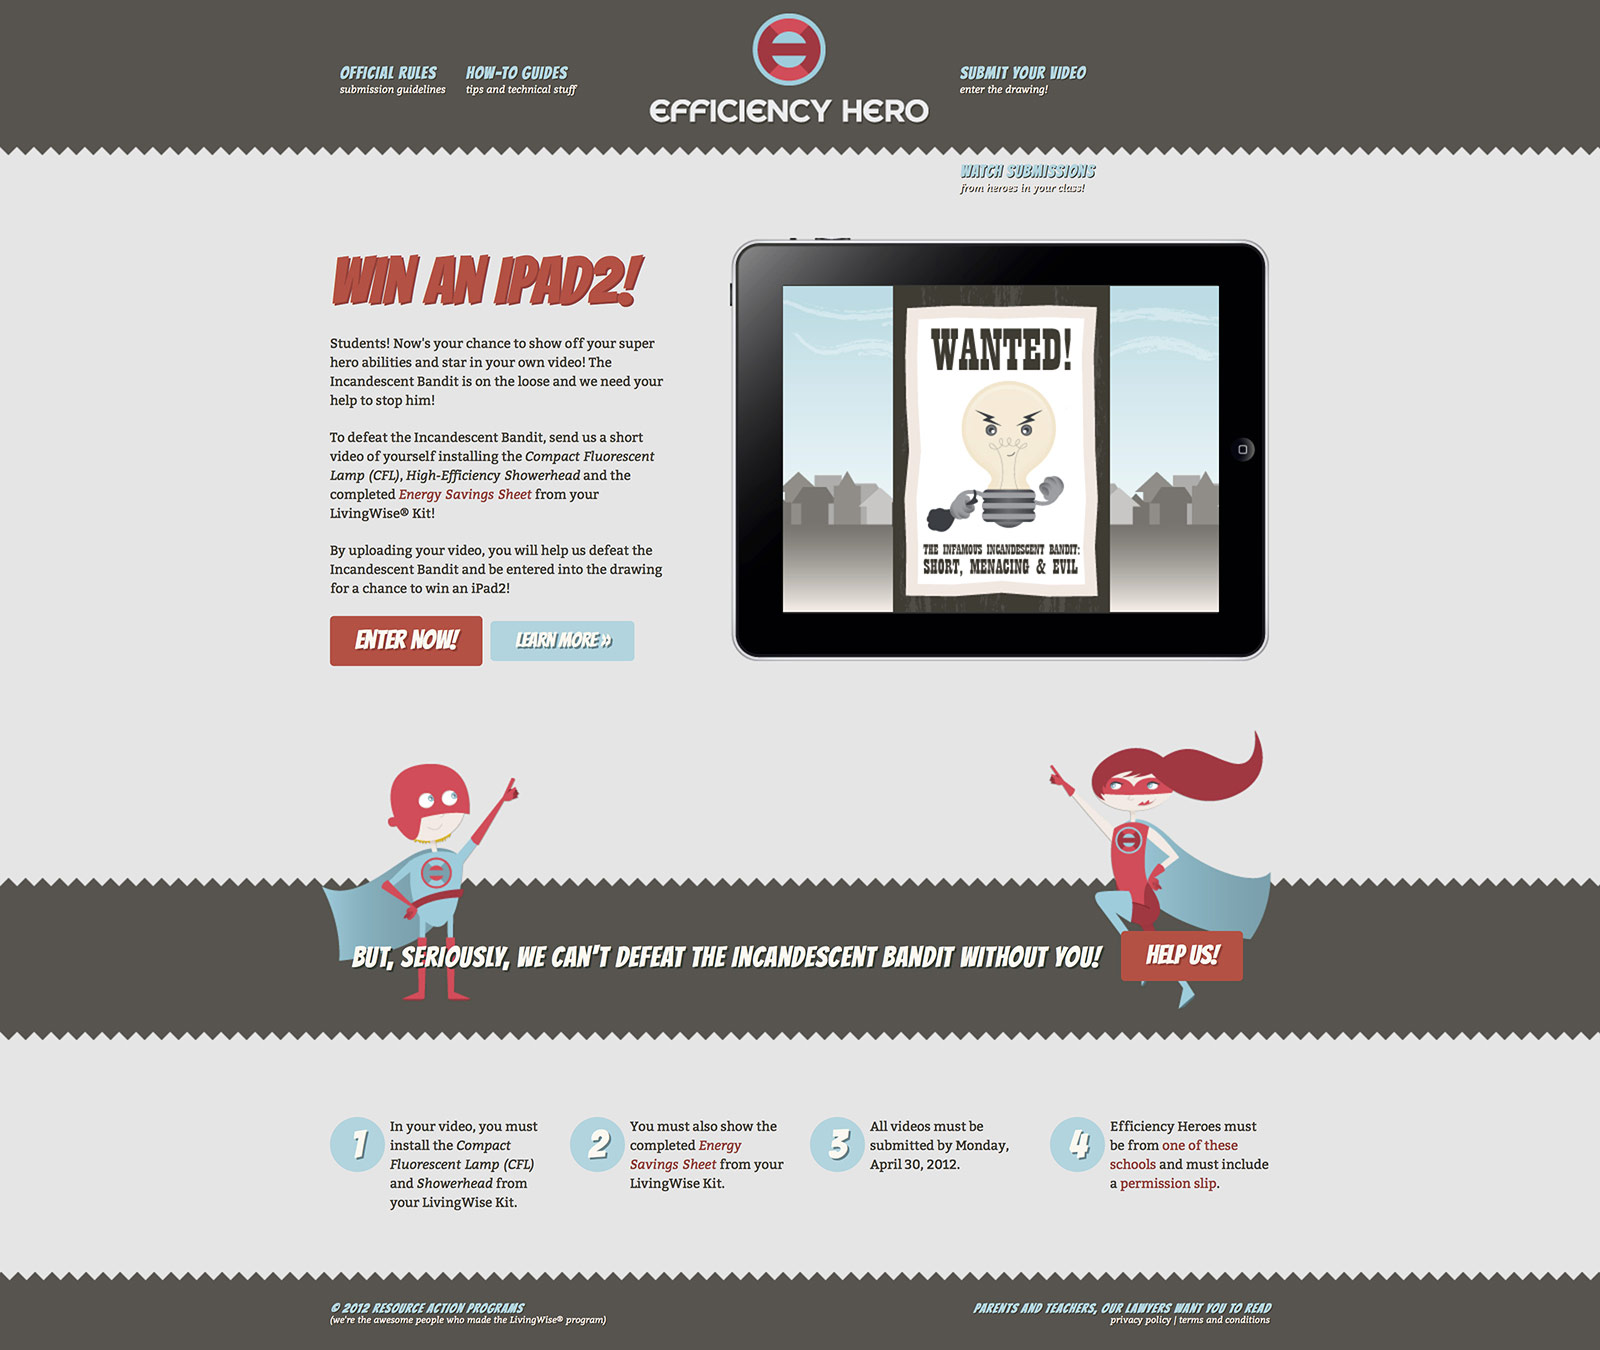 OFFICIAL RULES
submission guidelines
HOW-TO GUIDES
tips and technical stuff
EFFICIENCY HERO
SUBMIT YOUR VIDEO
enter the drawing!
WATCH SUBMISSIONS
from heroes in your class!
WIN AN IPAD2!
Students! Now's your chance to show off your super
hero abilities and star in your own video! The
Incandescent Bandit is on the loose and we need your
help to stop him!
To defeat the Incandescent Bandit, send us a short
video of yourself installing the Compact Fluorescent
Lamp (CFL), High-Efficiency Showerhead and the
completed Energy Savings Sheet from your
LivingWise® Kit!
By uploading your video, you will help us defeat the
Incandescent Bandit and be entered into the drawing
for a chance to win an iPad2!
ENTER NOW!
LEARN MORE »
WANTED!
THE INFAMOUS INCANDESCENT BANDIT:
SHORT, MENACING & EVIL
BUT, SERIOUSLY, WE CAN'T DEFEAT THE INCANDESCENT BANDIT WITHOUT YOU!
HELP US!
1
In your video, you must
install the Compact
Fluorescent Lamp (CFL)
and Showerhead from
your LivingWise Kit.
2
You must also show the
completed Energy
Savings Sheet from your
LivingWise Kit.
3
All videos must be
submitted by Monday,
April 30, 2012.
4
Efficiency Heroes must
be from one of these
schools and must include
a permission slip.
© 2012 RESOURCE ACTION PROGRAMS
(we're the awesome people who made the LivingWise® program)
PARENTS AND TEACHERS, OUR LAWYERS WANT YOU TO READ
privacy policy | terms and conditions